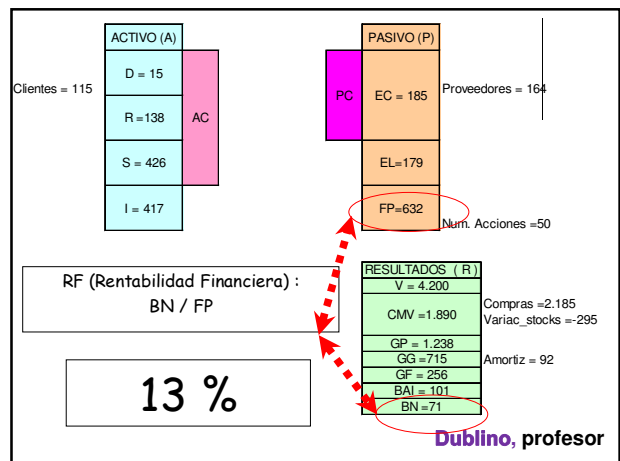 ACTIVO (A)
D = 15
R =138
S = 426
I = 417
AC
Clientes = 115
PASIVO (P)
PC
EC = 185
EL=179
FP=632
Proveedores = 164
Num. Acciones =50
RF (Rentabilidad Financiera) :
BN / FP
13 %
RESULTADOS ( R )
V = 4.200
CMV =1.890
GP = 1.238
GG =715
GF = 256
BAI = 101
BN =71
Compras =2.185
Variac_stocks =-295
Amortiz = 92
Dublino, profesor